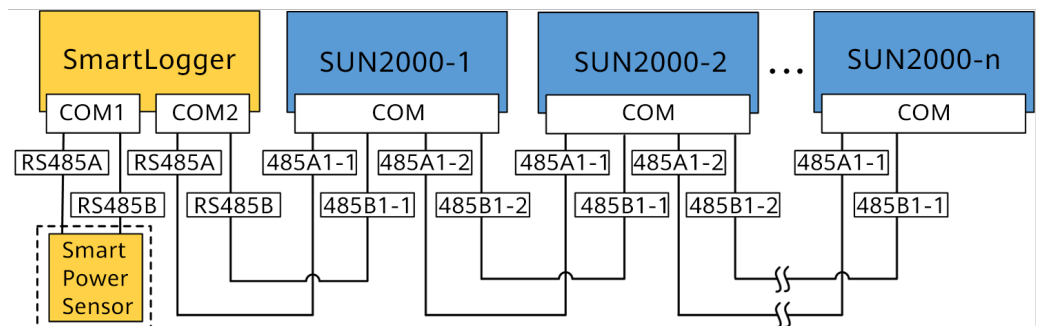 SmartLogger
SUN2000-1
SUN2000-2
...
SUN2000-n
COM1
COM2
COM
COM
COM
RS485A
RS485A
485A1-1
485A1-2
485A1-1
485A1-2
485A1-1
RS485B
RS485B
485B1-1
485B1-2
485B1-1
485B1-2
485B1-1
Smart
Power
Sensor